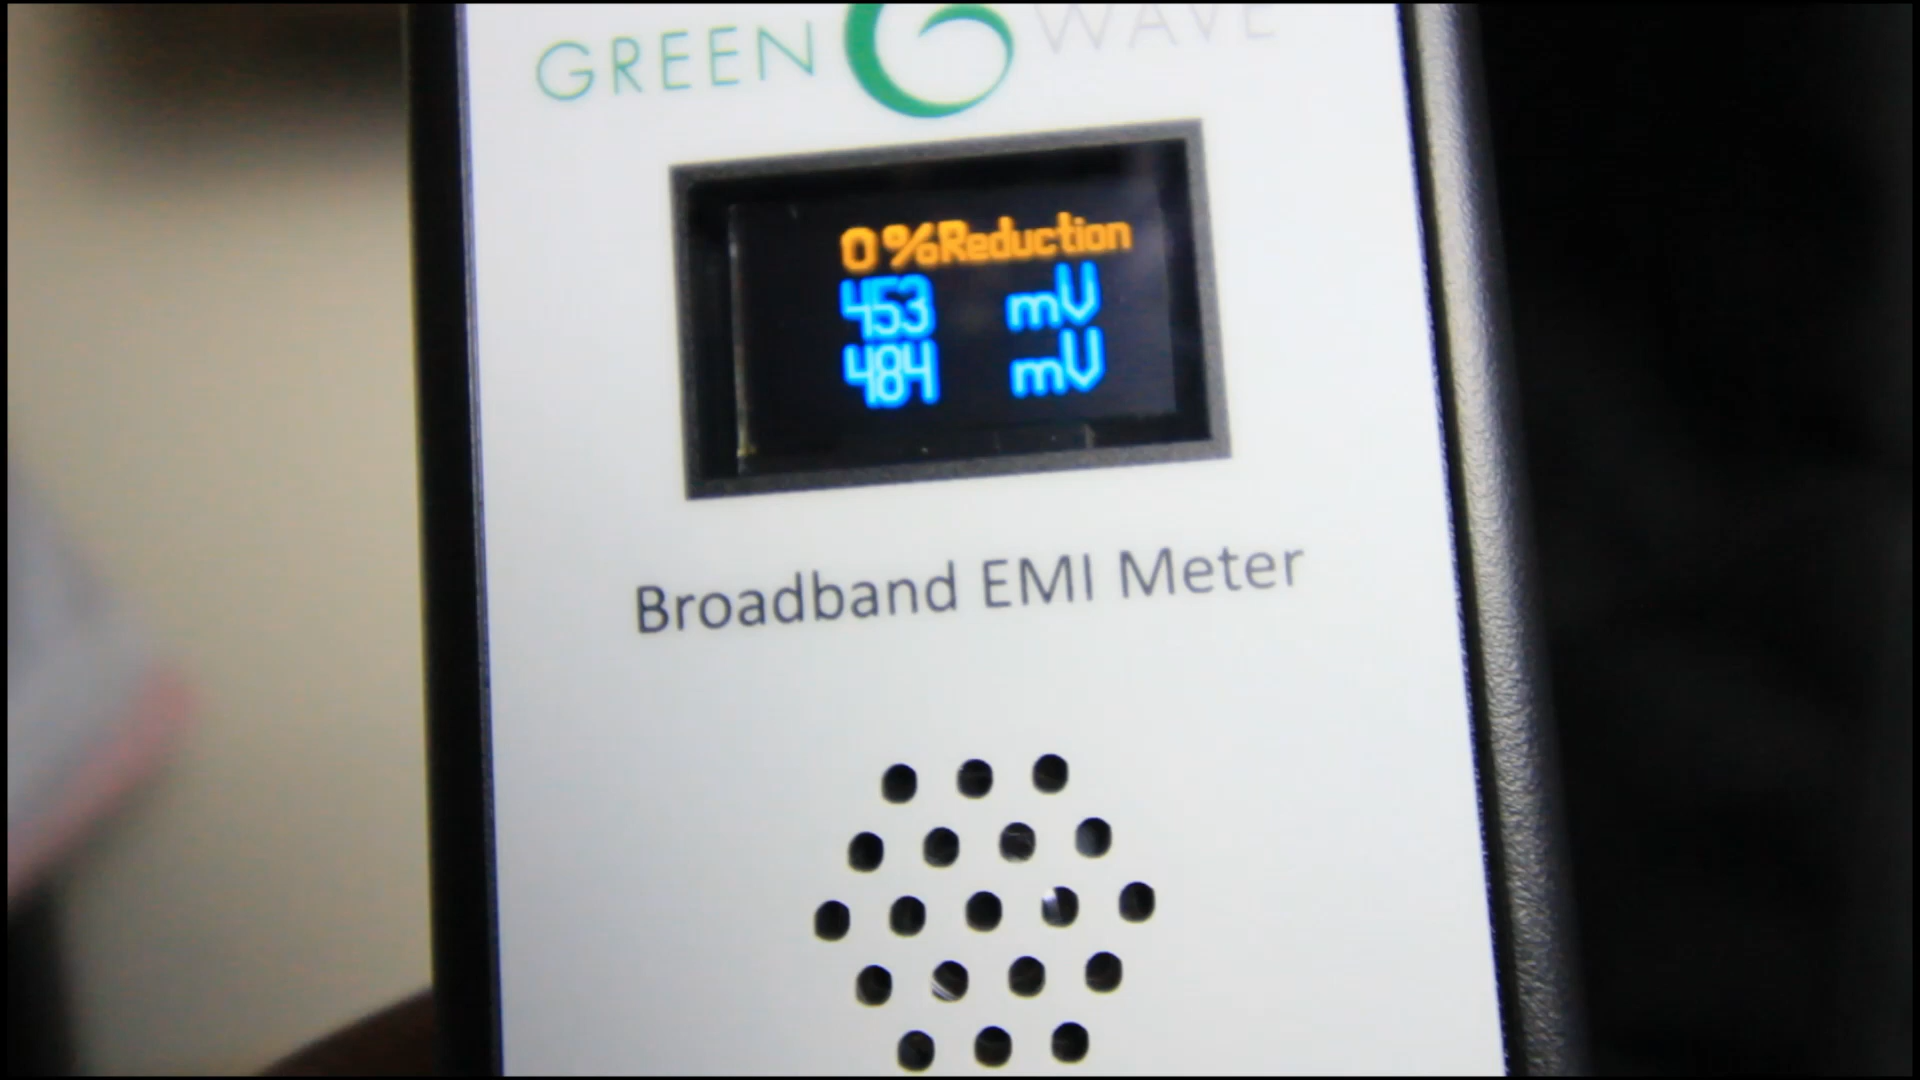 GREEN WAVE
0%Reduction
453 mV
484 mV
Broadband EMI Meter